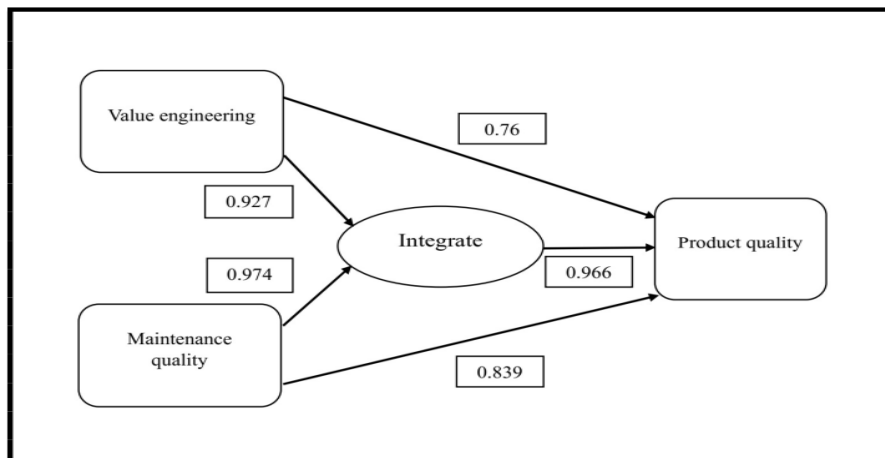 Value engineering
0.76
0.927
Integrate
Product quality
0.974
0.966
Maintenance
quality
0.839